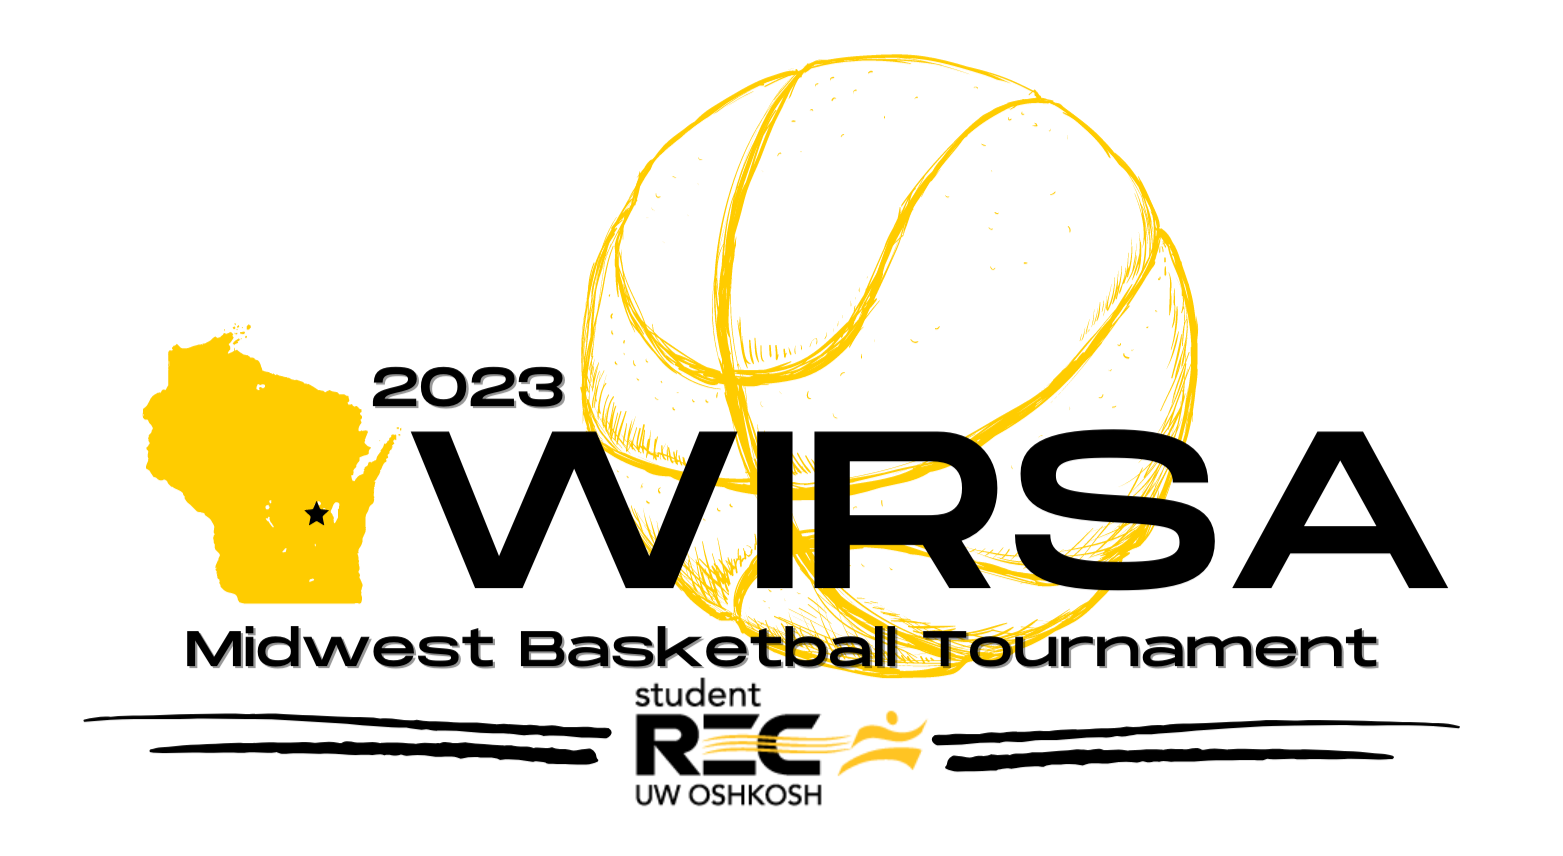 2023
WIRSA
Midwest Basketball Tournament
student
REC
UW OSHKOSH